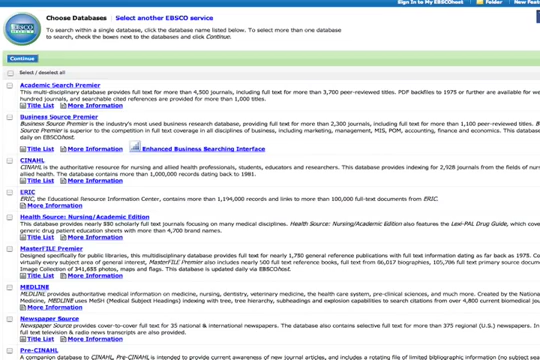 Sign In to My EBSCOhost Folder New Feat
EBSCO
HOST
Choose Databases Select another EBSCO service
To search within a single database, click the database name listed below. To select more than one database
to search, check the boxes next to the databases and click Continue.
Continue
Select / deselect all
Academic Search Premier
This multi-disciplinary database provides full text for more than 4,500 journals, including full text for more than 3,700 peer-reviewed titles. PDF backfiles to 1975 or further are available for we
hundred journals, and searchable cited references are provided for more than 1,000 titles.
Title List More Information
Business Source Premier
Business Source Premier is the industry's most used business research database, providing full text for more than 2,300 journals, including full text for more than 1,100 peer-reviewed titles. B
Source Premier is superior to the competition in full text coverage in all disciplines of business, including marketing, management, MIS, POM, accounting, finance and economics. This database
daily on EBSCOhost.
Title List More Information Enhanced Business Searching Interface
CINAHL
CINAHL is the authoritative resource for nursing and allied health professionals, students, educators and researchers. This database provides indexing for 2,928 journals from the fields of nurs
allied health. The database contains more than 1,000,000 records dating back to 1981.
Title List More Information
ERIC
ERIC, the Educational Resource Information Center, contains more than 1,194,000 records and links to more than 100,000 full-text documents from ERIC.
More Information
Health Source: Nursing/Academic Edition
This database provides nearly 550 scholarly full text journals focusing on many medical disciplines. Health Source: Nursing/Academic Edition also features the Lexi-PAL Drug Guide, which cove
generic drug patient education sheets with more than 4,700 brand names.
Title List More Information
MasterFILE Premier
Designed specifically for public libraries, this multidisciplinary database provides full text for nearly 1,750 general reference publications with full text information dating as far back as 1975. Co
virtually every subject area of general interest, MasterFILE Premier also includes nearly 500 full text reference books, full text from 86,017 biographies, 105,786 full text primary source docum
Image Collection of 341,655 photos, maps and flags. This database is updated daily via EBSCOhost.
Title List More Information
MEDLINE
MEDLINE provides authoritative medical information on medicine, nursing, dentistry, veterinary medicine, the health care system, pre-clinical sciences, and much more. Created by the Nationa
Medicine, MEDLINE uses MeSH (Medical Subject Headings) indexing with tree, tree hierarchy, subheadings and explosion capabilities to search citations from over 4,800 current biomedical jou
More Information
Newspaper Source
Newspaper Source provides cover-to-cover full text for 35 national & international newspapers. The database also contains selective full text for more than 375 regional (U.S.) newspapers. In
full text television & radio news transcripts are also provided.
Title List More Information
Pre-CINAHL
A companion database to CINAHL, Pre-CINAHL is intended to provide current awareness of new journal articles, and includes a rotating file of limited bibliographic information (no subject se